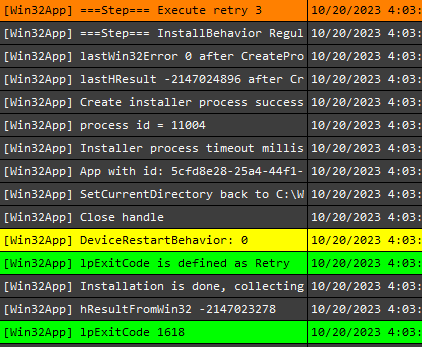 [Win32App] ===Step=== Execute retry 3 10/20/2023 4:03:
[Win32App] ===Step=== InstallBehavior Regul 10/20/2023 4:03:
[Win32App] lastWin32Error 0 after CreatePro 10/20/2023 4:03:
[Win32App] lastHResult -2147024896 after Cr 10/20/2023 4:03:
[Win32App] Create installer process success 10/20/2023 4:03:
[Win32App] process id = 11004 10/20/2023 4:03:
[Win32App] Installer process timeout millis 10/20/2023 4:03:
[Win32App] App with id: 5cfd8e28-25a4-44f1- 10/20/2023 4:03:
[Win32App] SetCurrentDirectory back to C:\W 10/20/2023 4:03:
[Win32App] Close handle 10/20/2023 4:03:
[Win32App] DeviceRestartBehavior: 0 10/20/2023 4:03:
[Win32App] lpExitCode is defined as Retry 10/20/2023 4:03:
[Win32App] Installation is done, collecting 10/20/2023 4:03:
[Win32App] hResultFromWin32 -2147023278 10/20/2023 4:03:
[Win32App] lpExitCode 1618 10/20/2023 4:03: